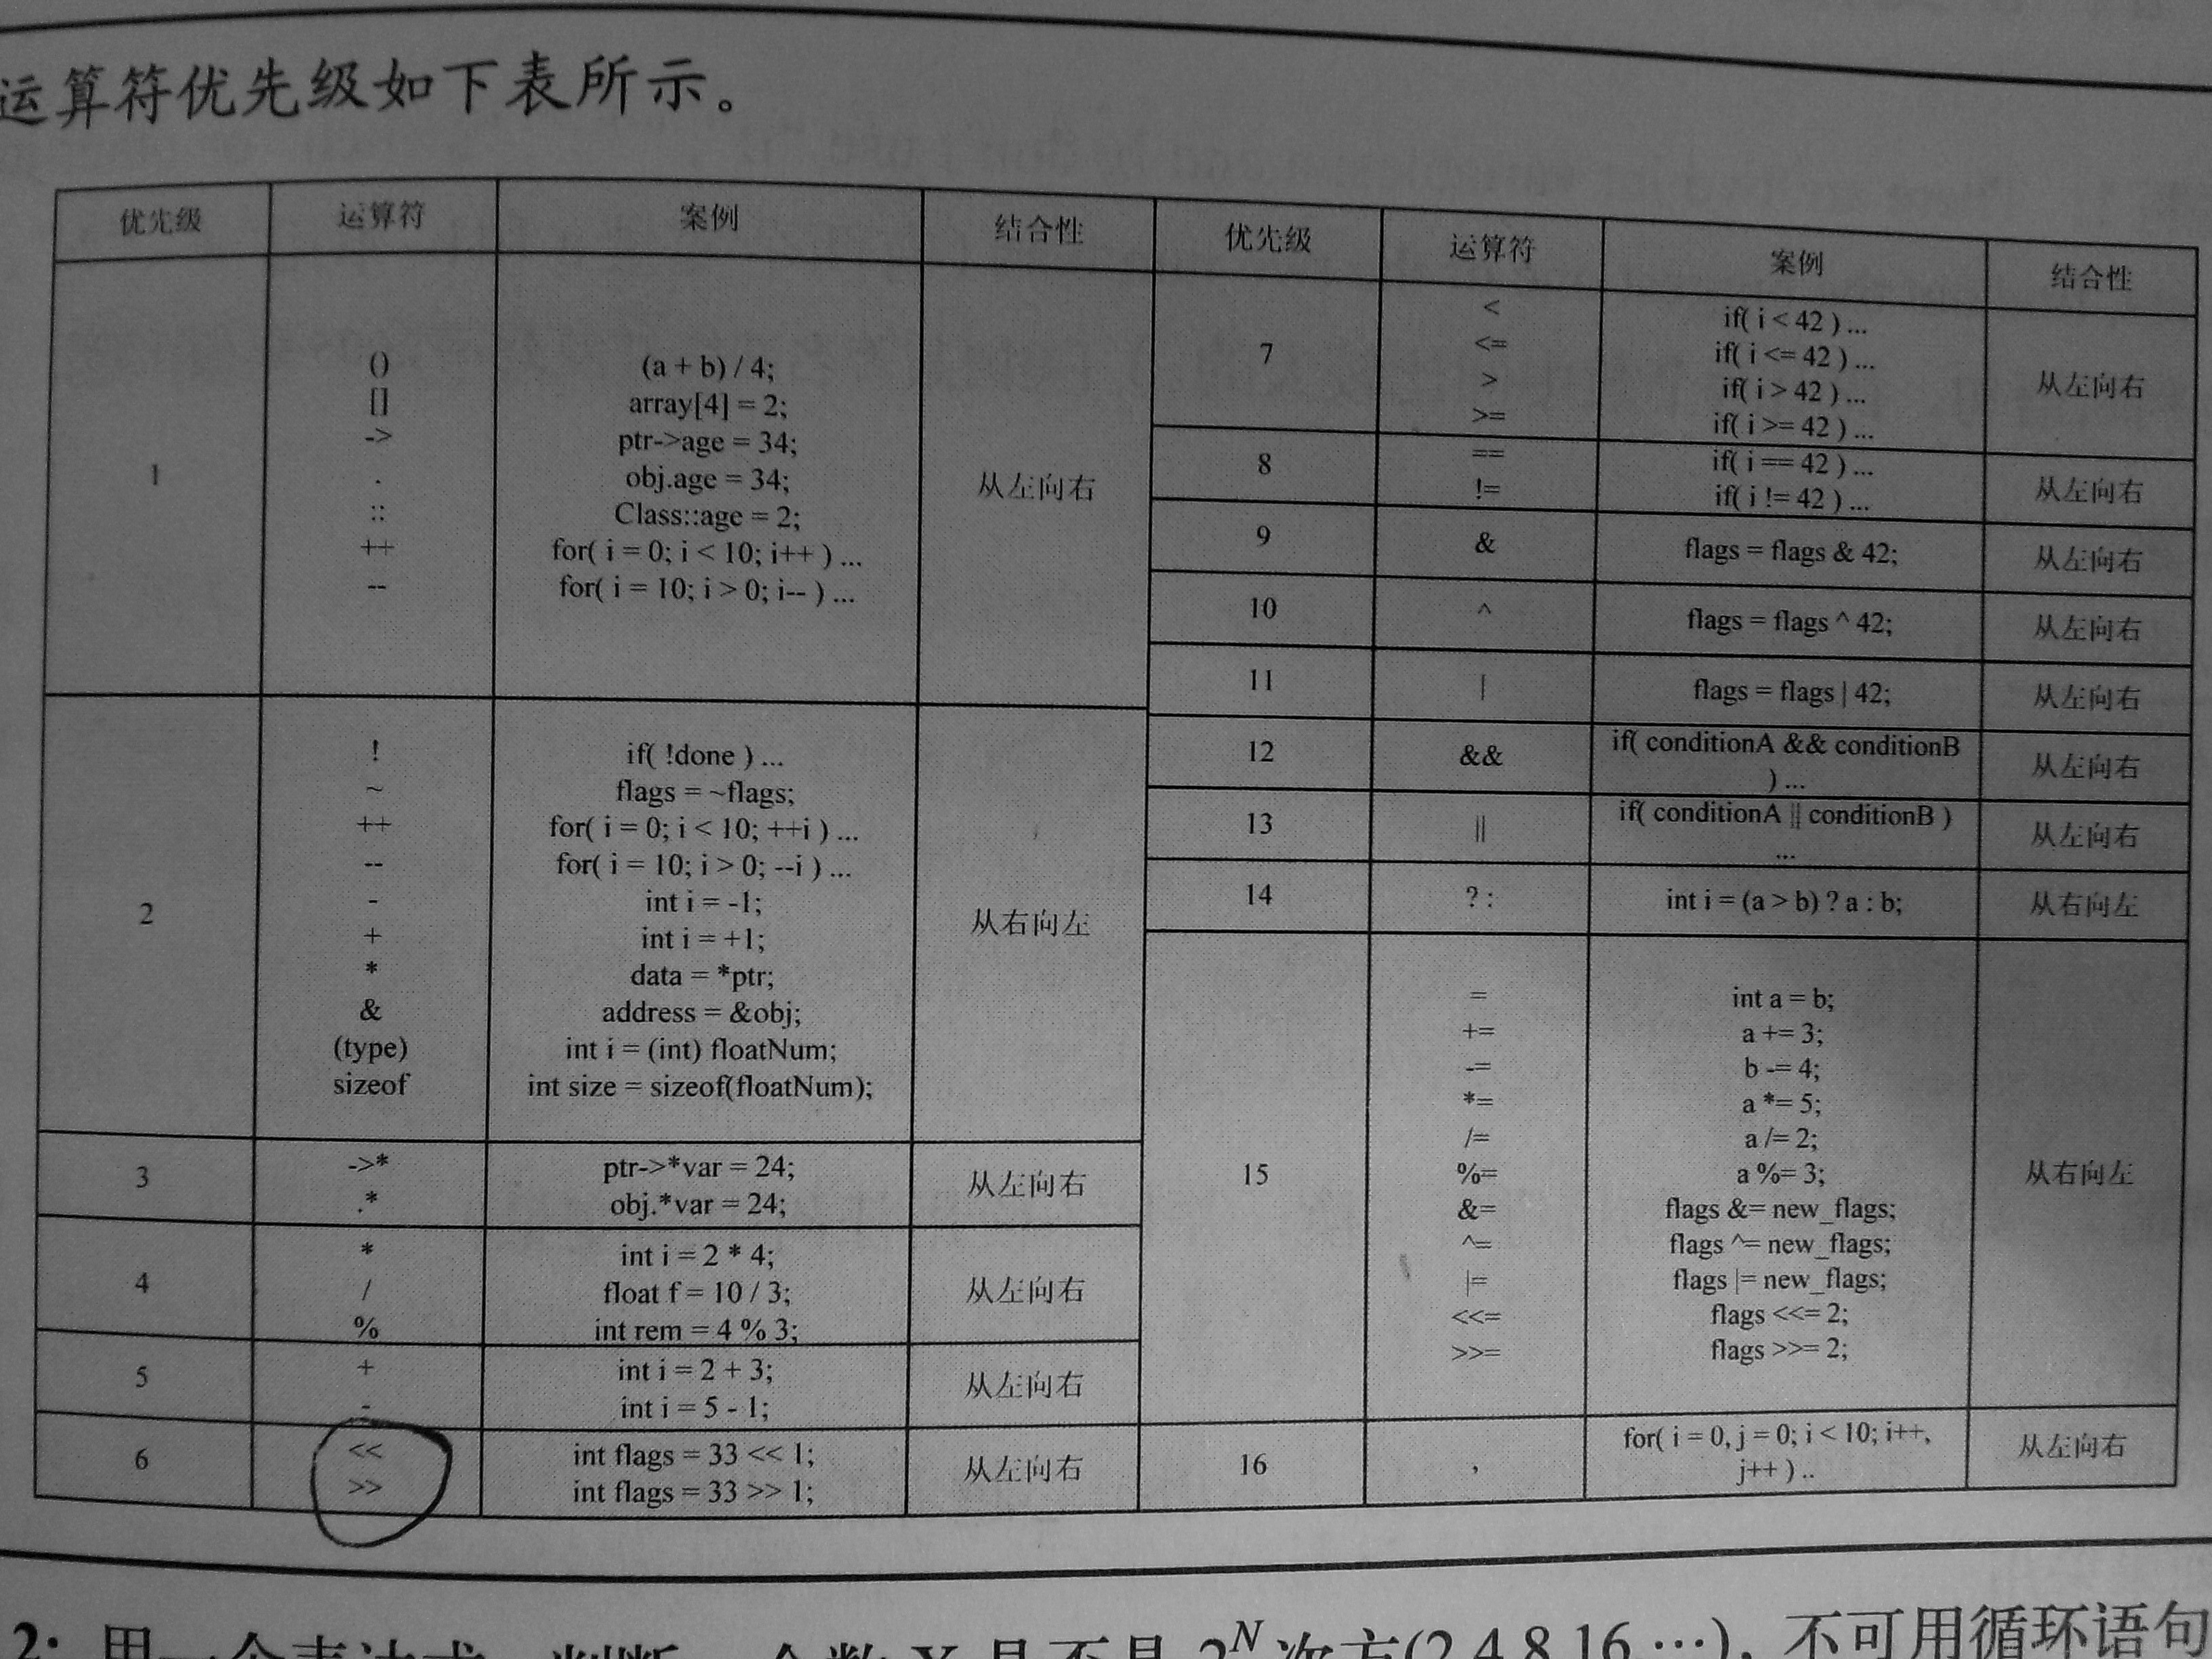 运算符优先级如下表所示。
优先级 运算符 案例 结合性
1
()
[]
->
.
::
++
--
(a + b) / 4;
array[4] = 2;
ptr->age = 34;
obj.age = 34;
Class::age = 2;
for( i = 0; i < 10; i++ ) ...
for( i = 10; i > 0; i-- ) ...
从左向右
2
!
~
++
--
-
+
*
&
(type)
sizeof
if( !done ) ...
flags = ~flags;
for( i = 0; i < 10; ++i ) ...
for( i = 10; i > 0; --i ) ...
int i = -1;
int i = +1;
data = *ptr;
address = &obj;
int i = (int) floatNum;
int size = sizeof(floatNum);
从右向左
3
->*
.*
ptr->*var = 24;
obj.*var = 24;
从左向右
4
*
/
%
int i = 2 * 4;
float f = 10 / 3;
int rem = 4 % 3;
从左向右
5
+
-
int i = 2 + 3;
int i = 5 - 1;
从左向右
6
<<
>>
int flags = 33 << 1;
int flags = 33 >> 1;
从左向右
优先级 运算符 案例 结合性
7
<
<=
>
>=
if( i < 42 ) ...
if( i <= 42 ) ...
if( i > 42 ) ...
if( i >= 42 ) ...
从左向右
8
==
!=
if( i == 42 ) ...
if( i != 42 ) ...
从左向右
9 & flags = flags & 42; 从左向右
10 ^ flags = flags ^ 42; 从左向右
11 | flags = flags | 42; 从左向右
12 &&
if( conditionA && conditionB
) ...
从左向右
13 ||
if( conditionA || conditionB )
...
从左向右
14 ? : int i = (a > b) ? a : b; 从右向左
15
=
+=
-=
*=
/=
%=
&=
^=
|=
<<=
>>=
int a = b;
a += 3;
b -= 4;
a *= 5;
a /= 2;
a %= 3;
flags &= new_flags;
flags ^= new_flags;
flags |= new_flags;
flags <<= 2;
flags >>= 2;
从右向左
16 ,
for( i = 0, j = 0; i < 10; i++,
j++ ) ..
从左向右
2: 用一个表达式，判断一个数 X 是不是 2^N 次方(2,4,8,16,…)，不可用循环语句